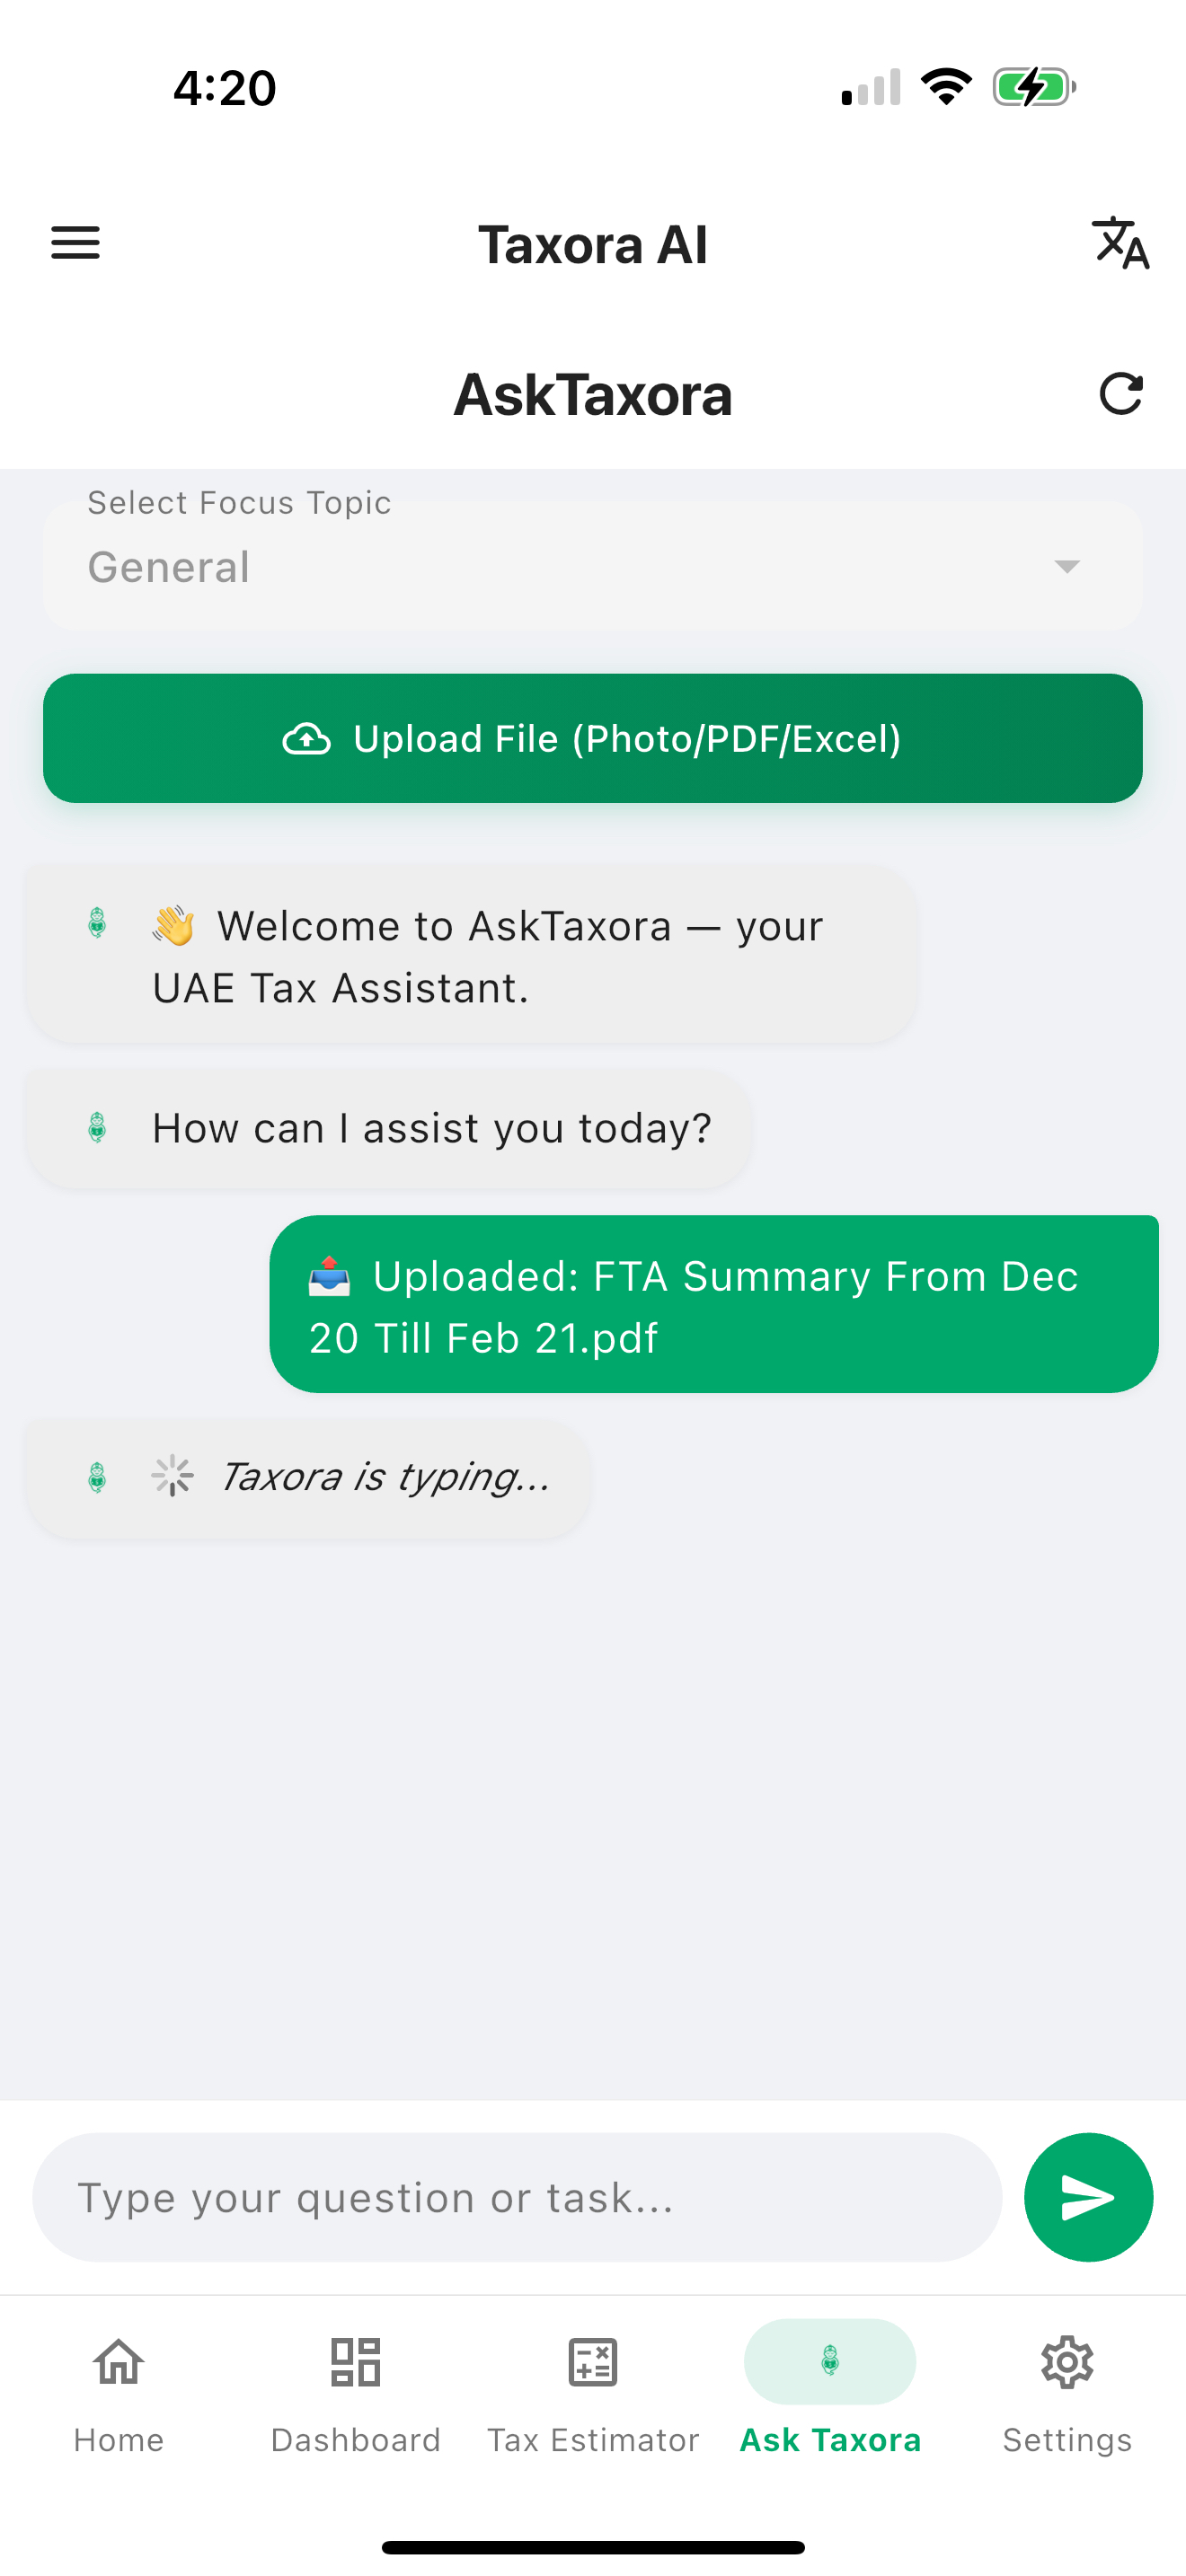 4:20
Taxora AI
AskTaxora
Select Focus Topic
General
Upload File (Photo/PDF/Excel)
👋 Welcome to AskTaxora — your
UAE Tax Assistant.
How can I assist you today?
📤 Uploaded: FTA Summary From Dec
20 Till Feb 21.pdf
Taxora is typing...
Type your question or task...
Home
Dashboard
Tax Estimator
Ask Taxora
Settings